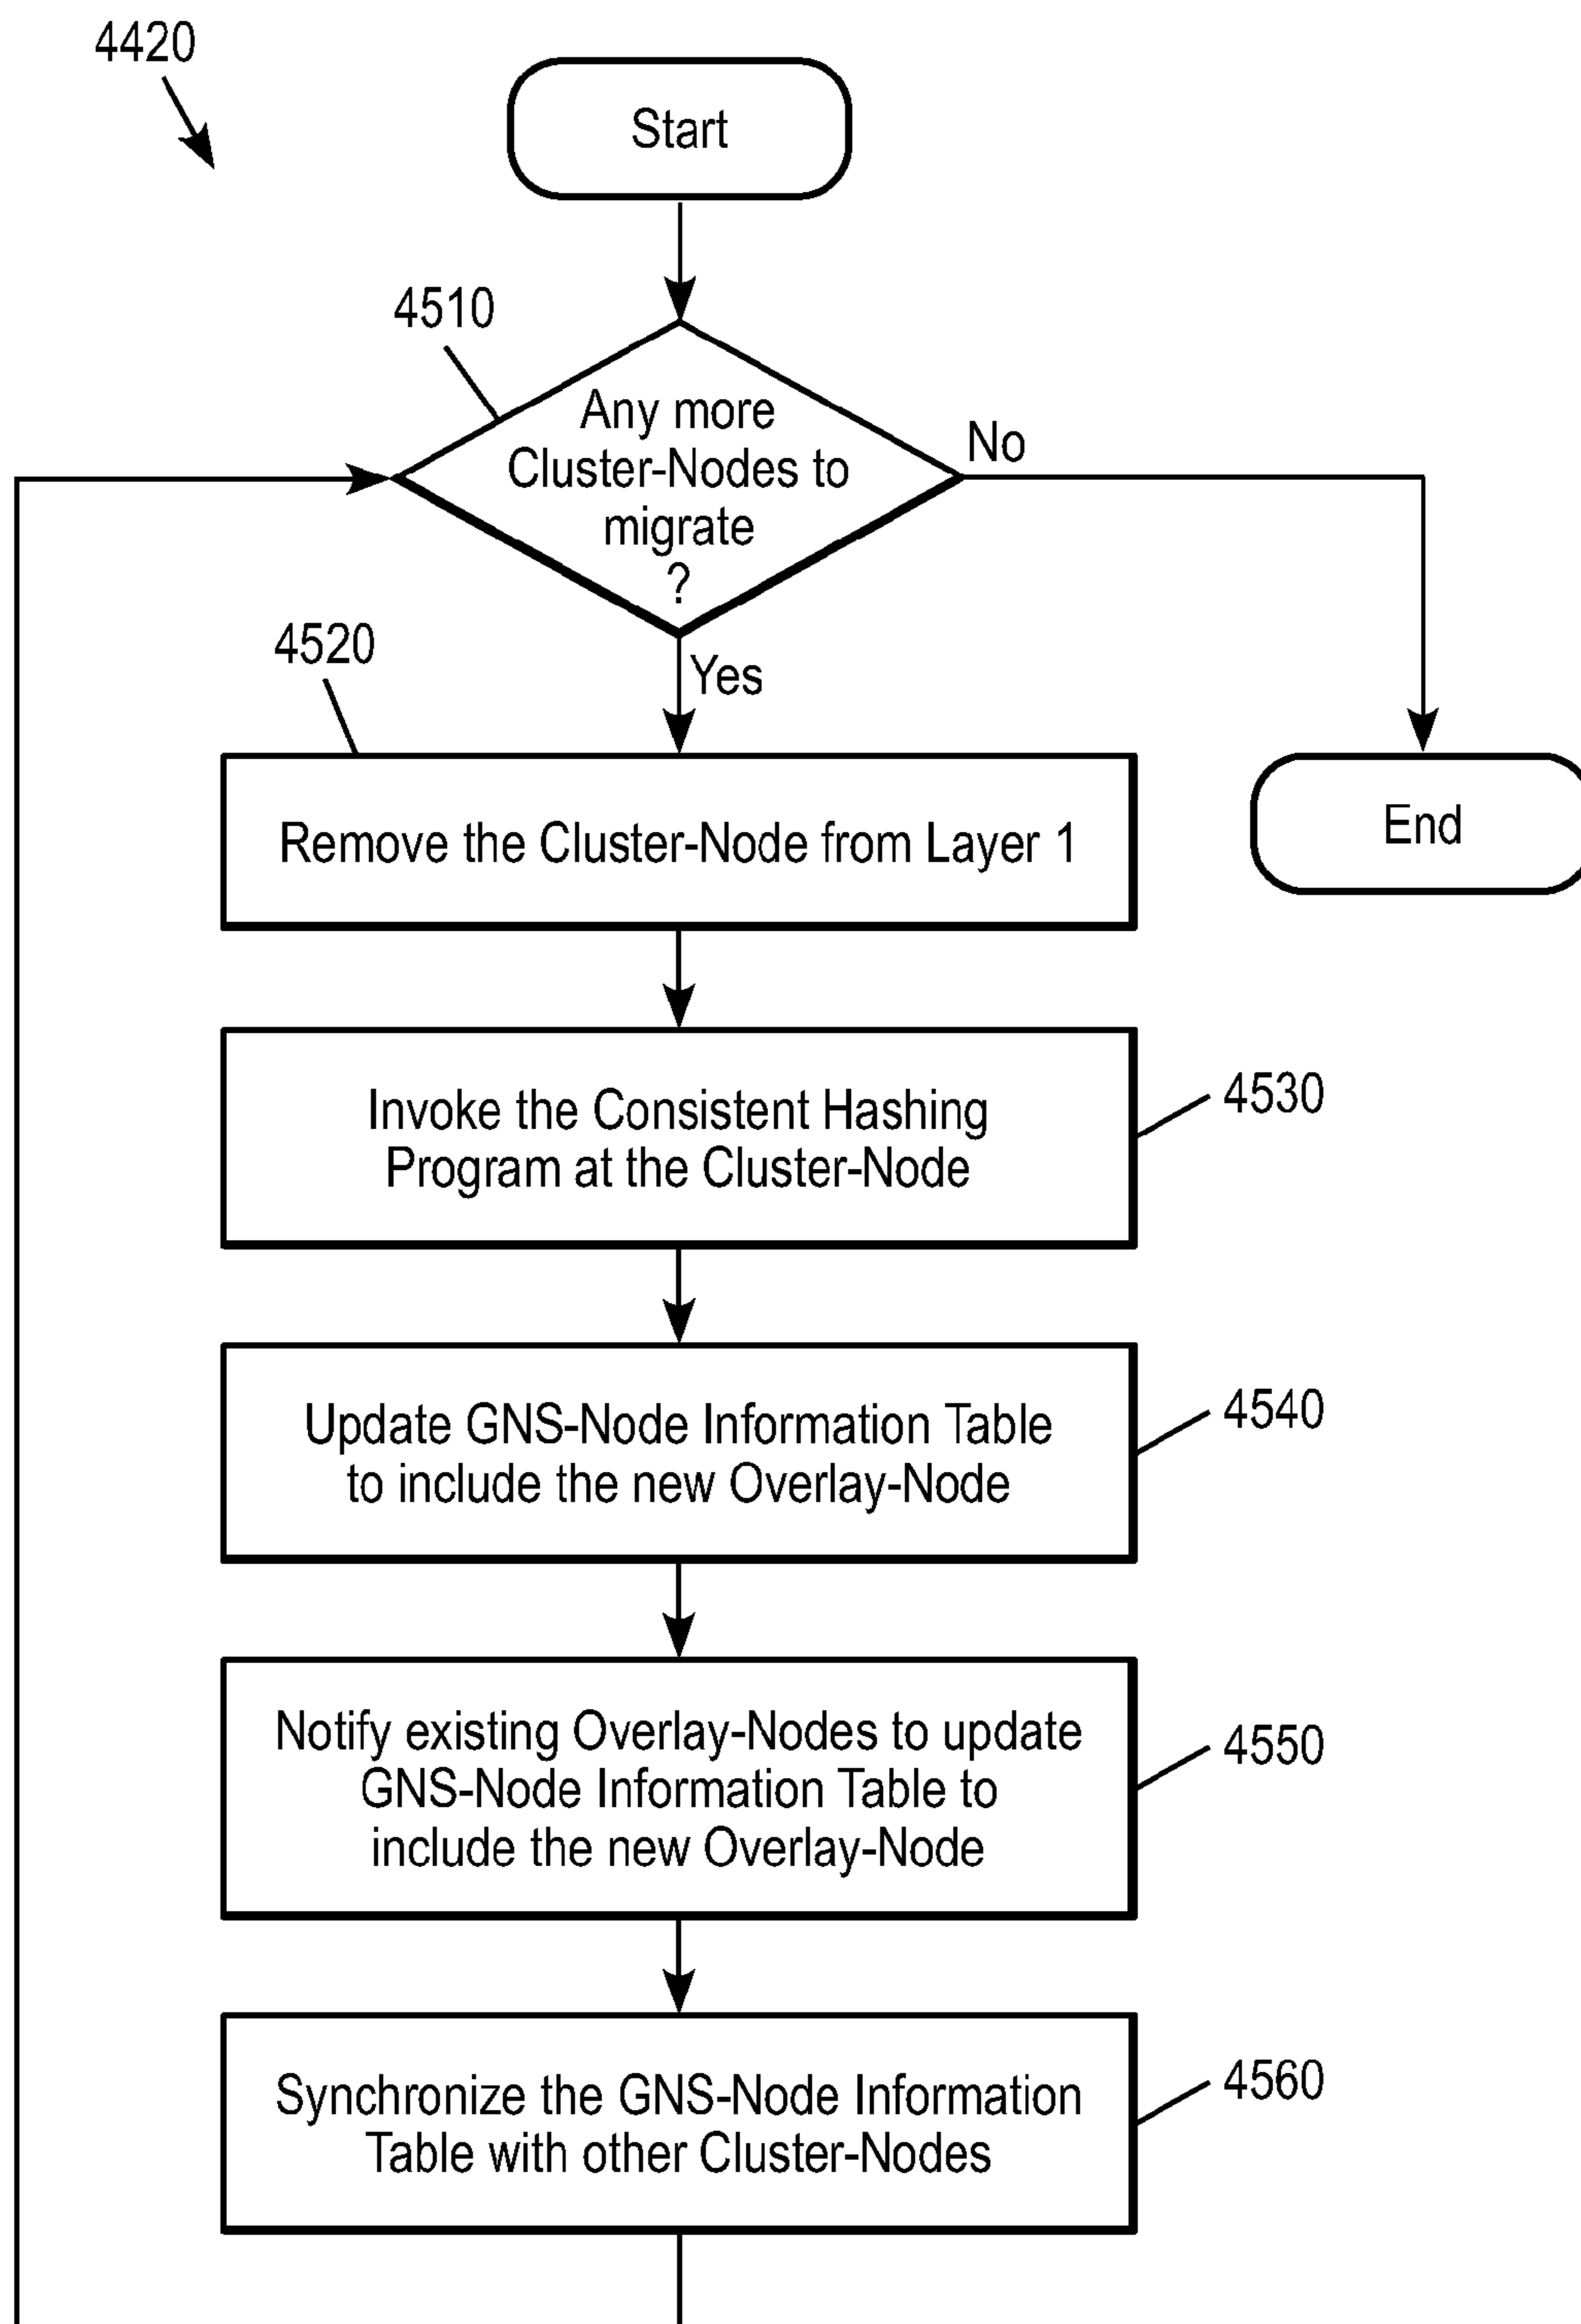 4420
Start
4510
Any more
Cluster-Nodes to
migrate
?
No
Yes
4520
Remove the Cluster-Node from Layer 1
End
Invoke the Consistent Hashing
Program at the Cluster-Node
4530
Update GNS-Node Information Table
to include the new Overlay-Node
4540
Notify existing Overlay-Nodes to update
GNS-Node Information Table to
include the new Overlay-Node
4550
Synchronize the GNS-Node Information
Table with other Cluster-Nodes
4560